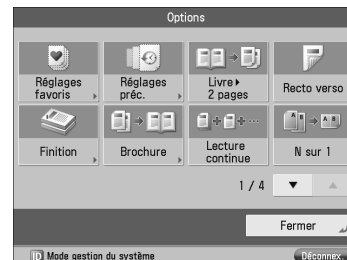 Options
Réglages
favoris
Réglages
préc.
Livre
2 pages
Recto verso
Finition
Brochure
Lecture
continue
N sur 1
1 / 4
Fermer
ID Mode gestion du système
Déconnex.